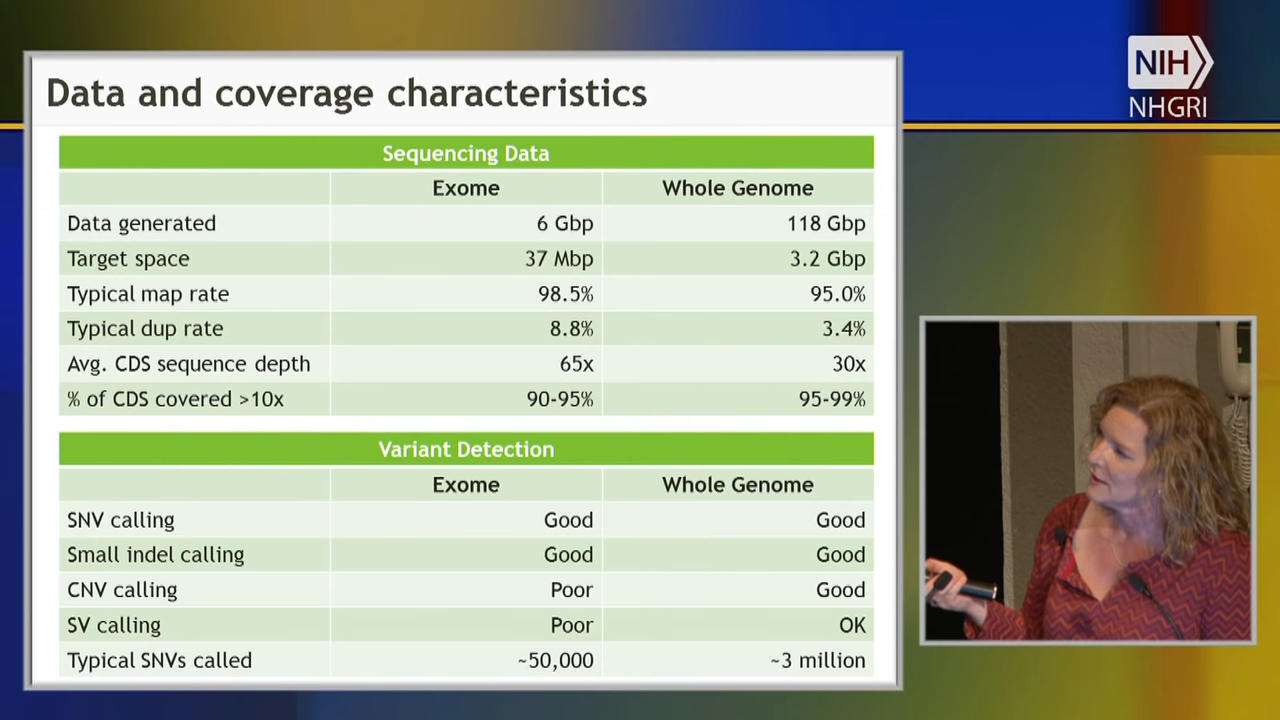 NIH
NHGRI
Data and coverage characteristics
Sequencing Data
Exome Whole Genome
Data generated 6 Gbp 118 Gbp
Target space 37 Mbp 3.2 Gbp
Typical map rate 98.5% 95.0%
Typical dup rate 8.8% 3.4%
Avg. CDS sequence depth 65x 30x
% of CDS covered >10x 90-95% 95-99%
Variant Detection
Exome Whole Genome
SNV calling Good Good
Small indel calling Good Good
CNV calling Poor Good
SV calling Poor OK
Typical SNVs called ~50,000 ~3 million